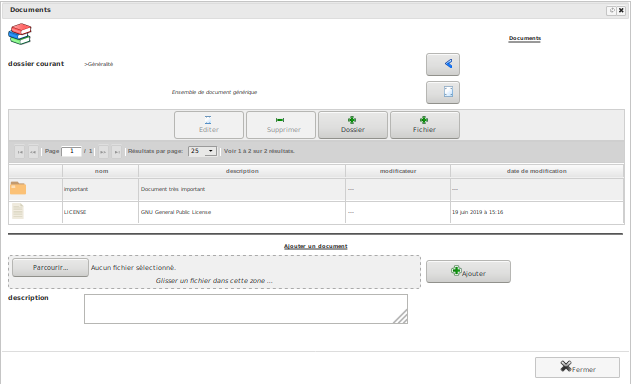 Documents
Documents
dossier courant >Généralité
Ensemble de document générique
Editer Supprimer Dossier Fichier
Page 1 / 1 Résultats par page: 25 Voir 1 à 2 sur 2 résultats.
nom description modificateur date de modification
important Document très important --- ---
LICENSE GNU General Public License --- 19 juin 2019 à 15:16
Ajouter un document
Parcourir... Aucun fichier sélectionné.
Glisser un fichier dans cette zone ...
Ajouter
description
Fermer